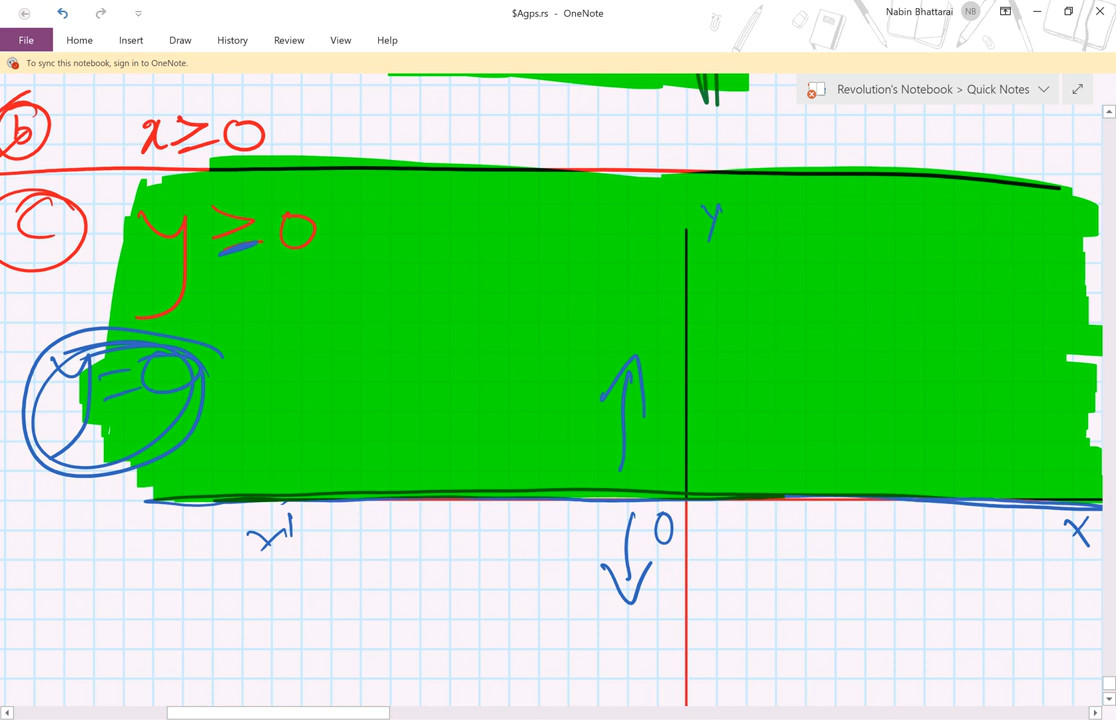 $Agps.rs - OneNote
Nabin Bhattarai NB
File Home Insert Draw History Review View Help
To sync this notebook, sign in to OneNote.
Revolution's Notebook > Quick Notes
b x ≥ 0
c y ≥ 0
Y
y = 0
x' 0 X